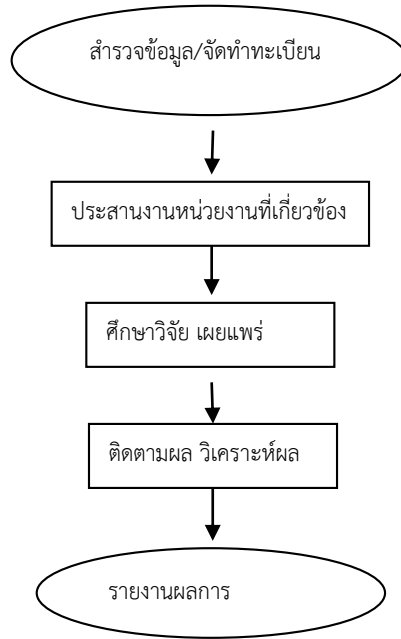 สำรวจข้อมูล/จัดทำทะเบียน
ประสานงานหน่วยงานที่เกี่ยวข้อง
ศึกษาวิจัย เผยแพร่
ติดตามผล วิเคราะห์ผล
รายงานผลการ